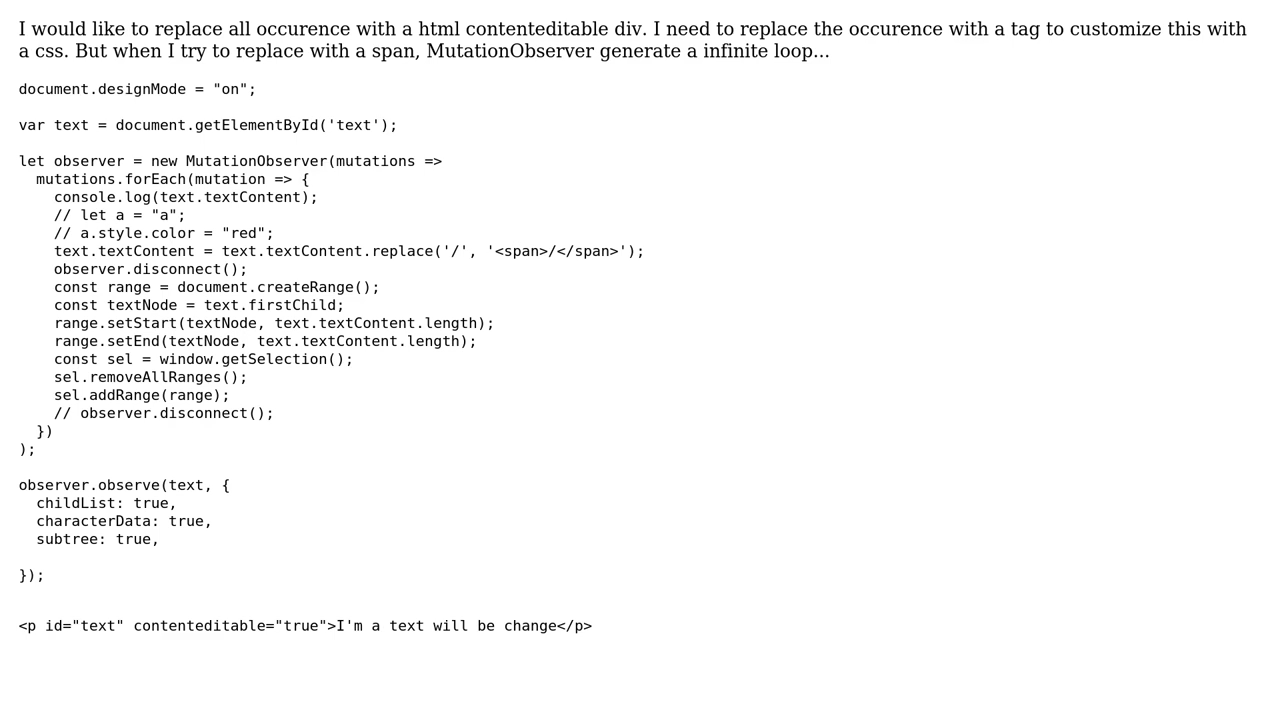 I would like to replace all occurence with a html contenteditable div. I need to replace the occurence with a tag to customize this with
a css. But when I try to replace with a span, MutationObserver generate a infinite loop...
document.designMode = "on";
var text = document.getElementById('text');
let observer = new MutationObserver(mutations =>
  mutations.forEach(mutation => {
    console.log(text.textContent);
    // let a = "a";
    // a.style.color = "red";
    text.textContent = text.textContent.replace('/', '<span>/</span>');
    observer.disconnect();
    const range = document.createRange();
    const textNode = text.firstChild;
    range.setStart(textNode, text.textContent.length);
    range.setEnd(textNode, text.textContent.length);
    const sel = window.getSelection();
    sel.removeAllRanges();
    sel.addRange(range);
    // observer.disconnect();
  })
);
observer.observe(text, {
  childList: true,
  characterData: true,
  subtree: true,
});
<p id="text" contenteditable="true">I'm a text will be change</p>